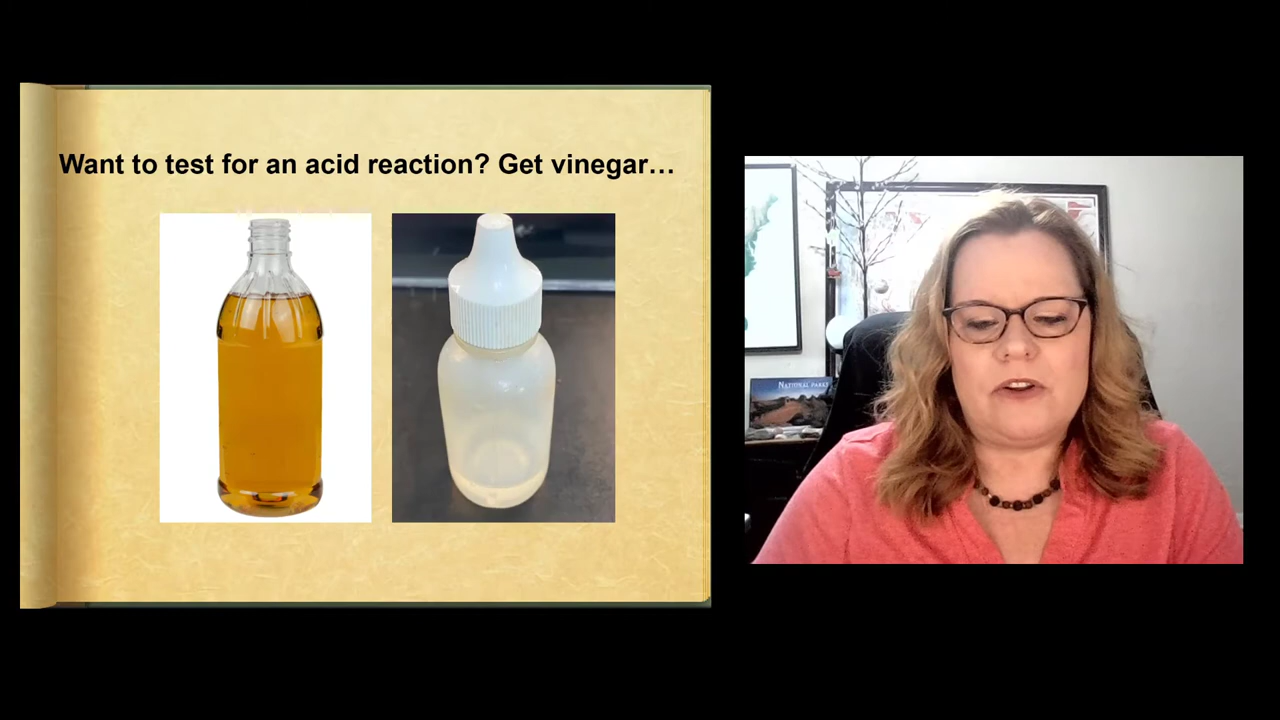 Want to test for an acid reaction? Get vinegar…
NATIONAL PARKS